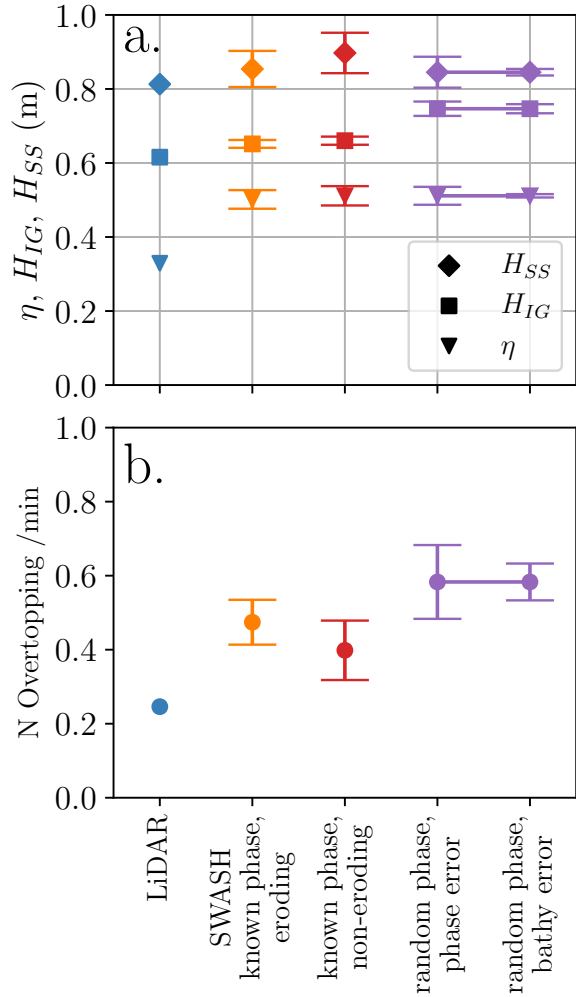 a.
η, H_IG, H_SS (m)
1.0
0.8
0.6
0.4
0.2
0.0
H_SS
H_IG
η
b.
N Overtopping /min
1.0
0.8
0.6
0.4
0.2
0.0
LiDAR
SWASH
known phase,
eroding
known phase,
non-eroding
random phase,
phase error
random phase,
bathy error